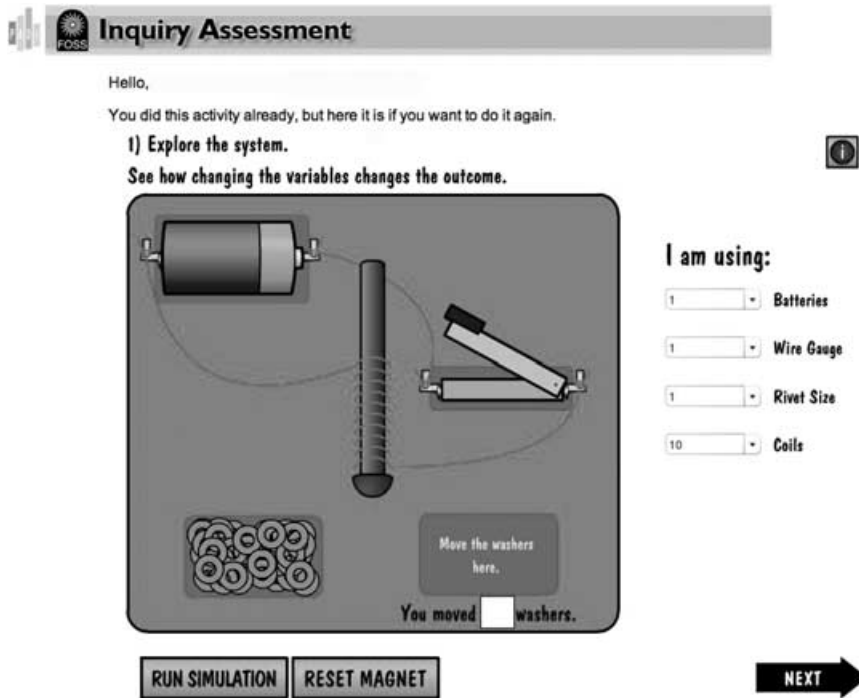 FOSS
Inquiry Assessment
Hello,
You did this activity already, but here it is if you want to do it again.
1) Explore the system.
See how changing the variables changes the outcome.
i
I am using:
1 Batteries
1 Wire Gauge
1 Rivet Size
10 Coils
Move the washers
here.
You moved washers.
RUN SIMULATION
RESET MAGNET
NEXT